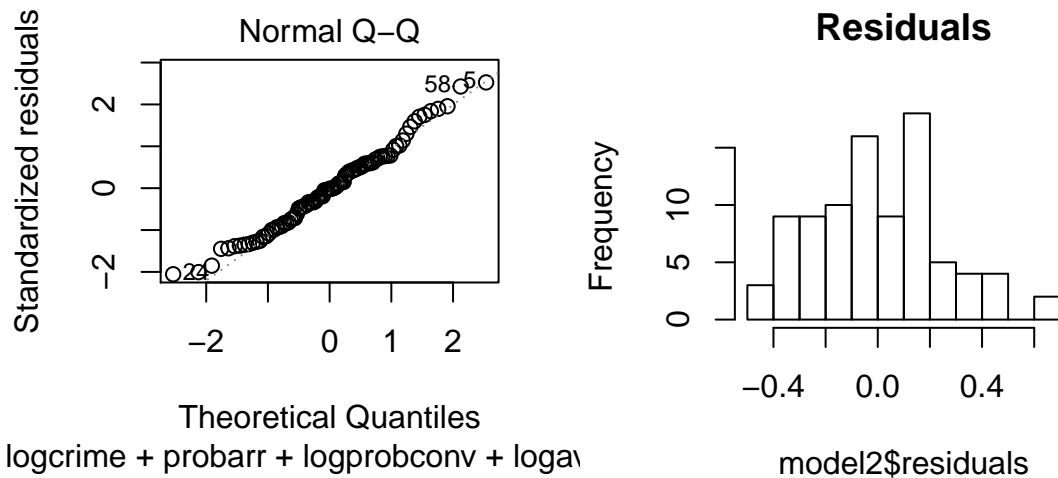 Normal Q−Q
Standardized residuals
2
0
−2
58
5
24
−2
0
1
2
Theoretical Quantiles
logcrime + probarr + logprobconv + logav
Residuals
Frequency
10
5
0
−0.4
0.0
0.4
model2$residuals